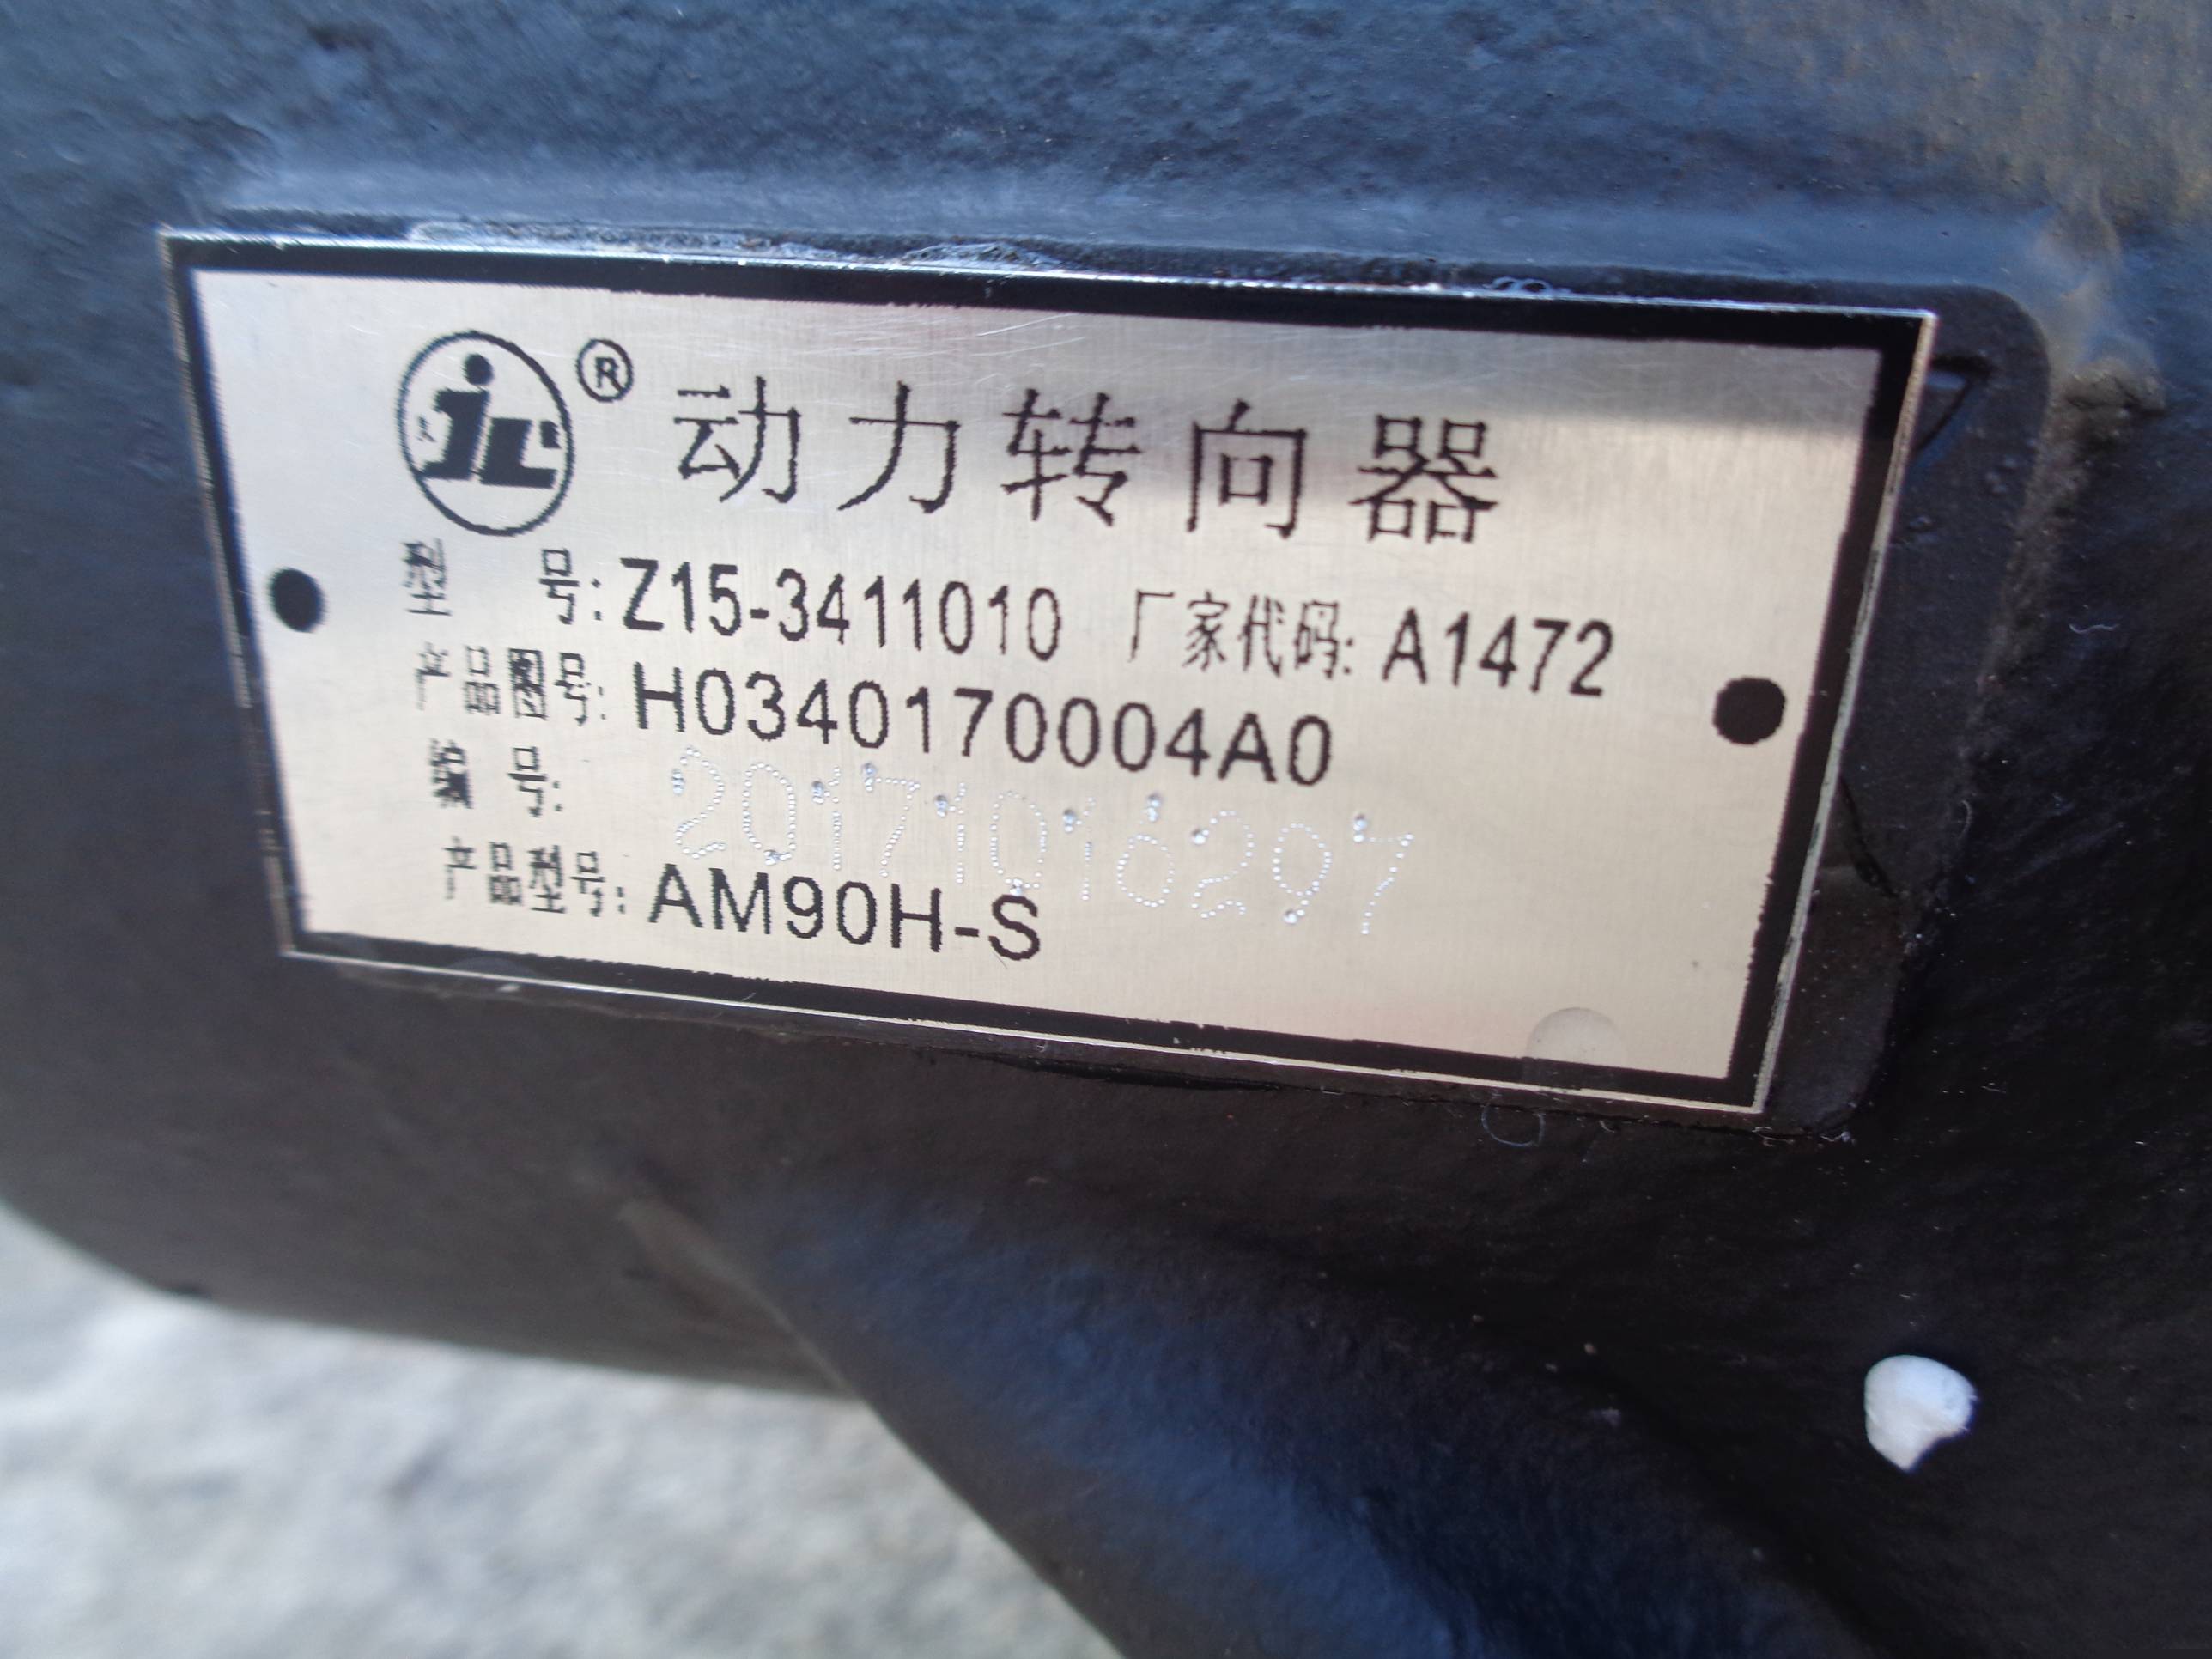 jL ® 动力转向器
型 号: Z15-3411010 厂家代码: A1472
产品图号: H0340170004A0
编 号: 20171016297
产品型号: AM90H-S